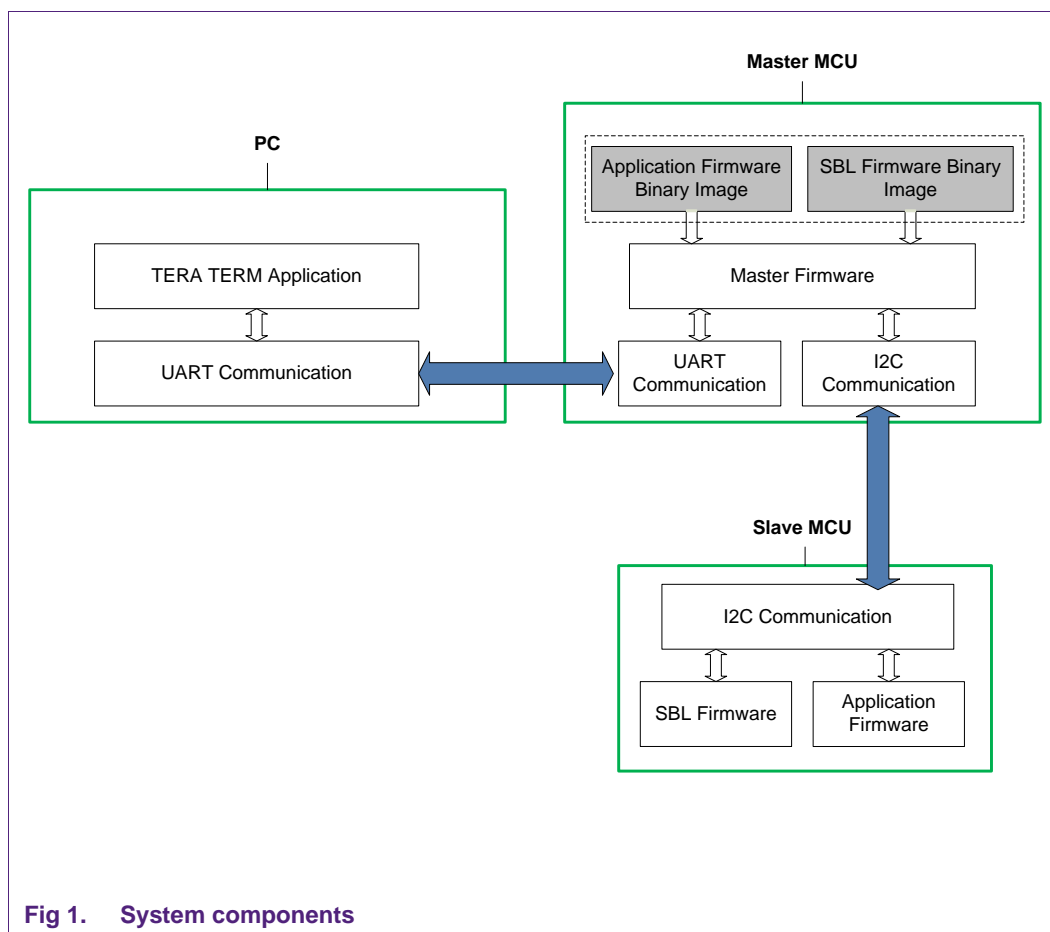 Master MCU
PC
Application Firmware
Binary Image
SBL Firmware Binary
Image
TERA TERM Application
Master Firmware
UART Communication
UART
Communication
I2C
Communication
Slave MCU
I2C Communication
SBL Firmware
Application
Firmware
Fig 1. System components